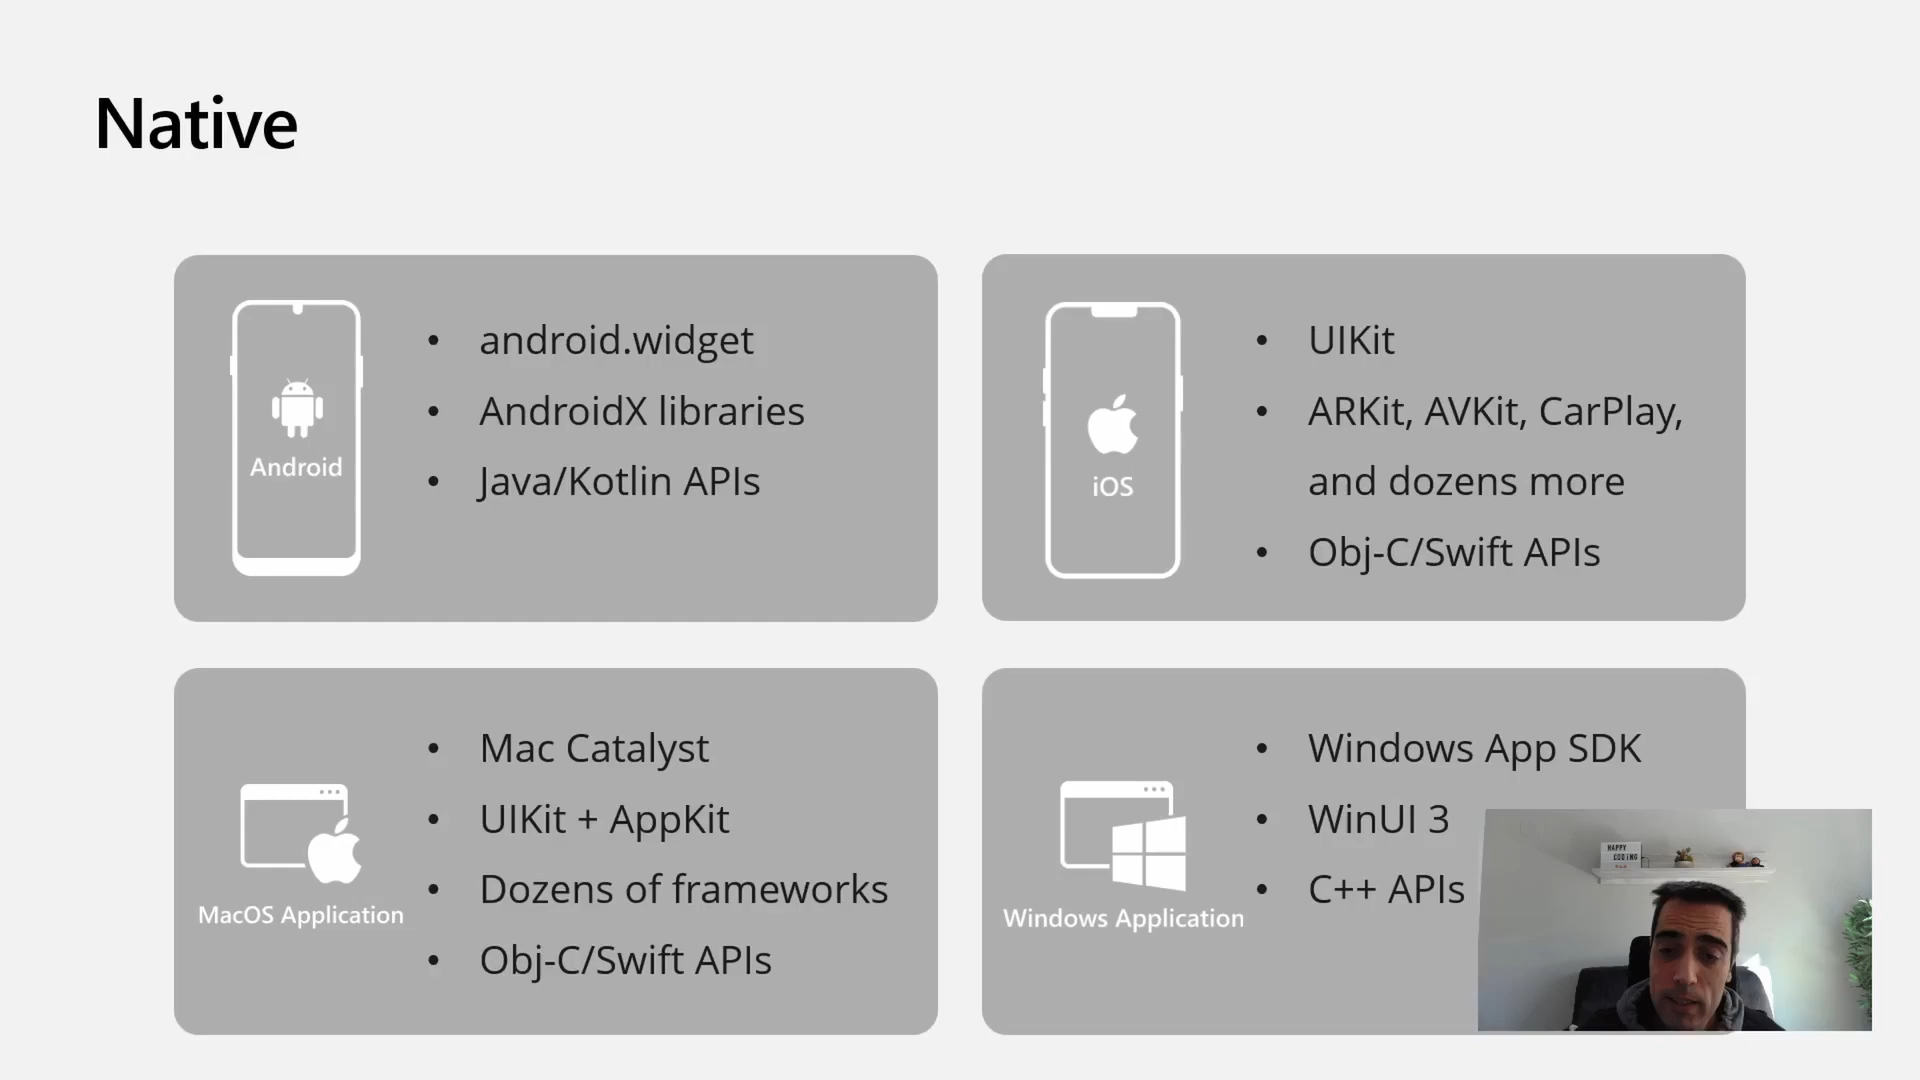 Native
Android
• android.widget
• AndroidX libraries
• Java/Kotlin APIs
iOS
• UIKit
• ARKit, AVKit, CarPlay,
and dozens more
• Obj-C/Swift APIs
MacOS Application
• Mac Catalyst
• UIKit + AppKit
• Dozens of frameworks
• Obj-C/Swift APIs
Windows Application
• Windows App SDK
• WinUI 3
• C++ APIs
HAPPY
CODING